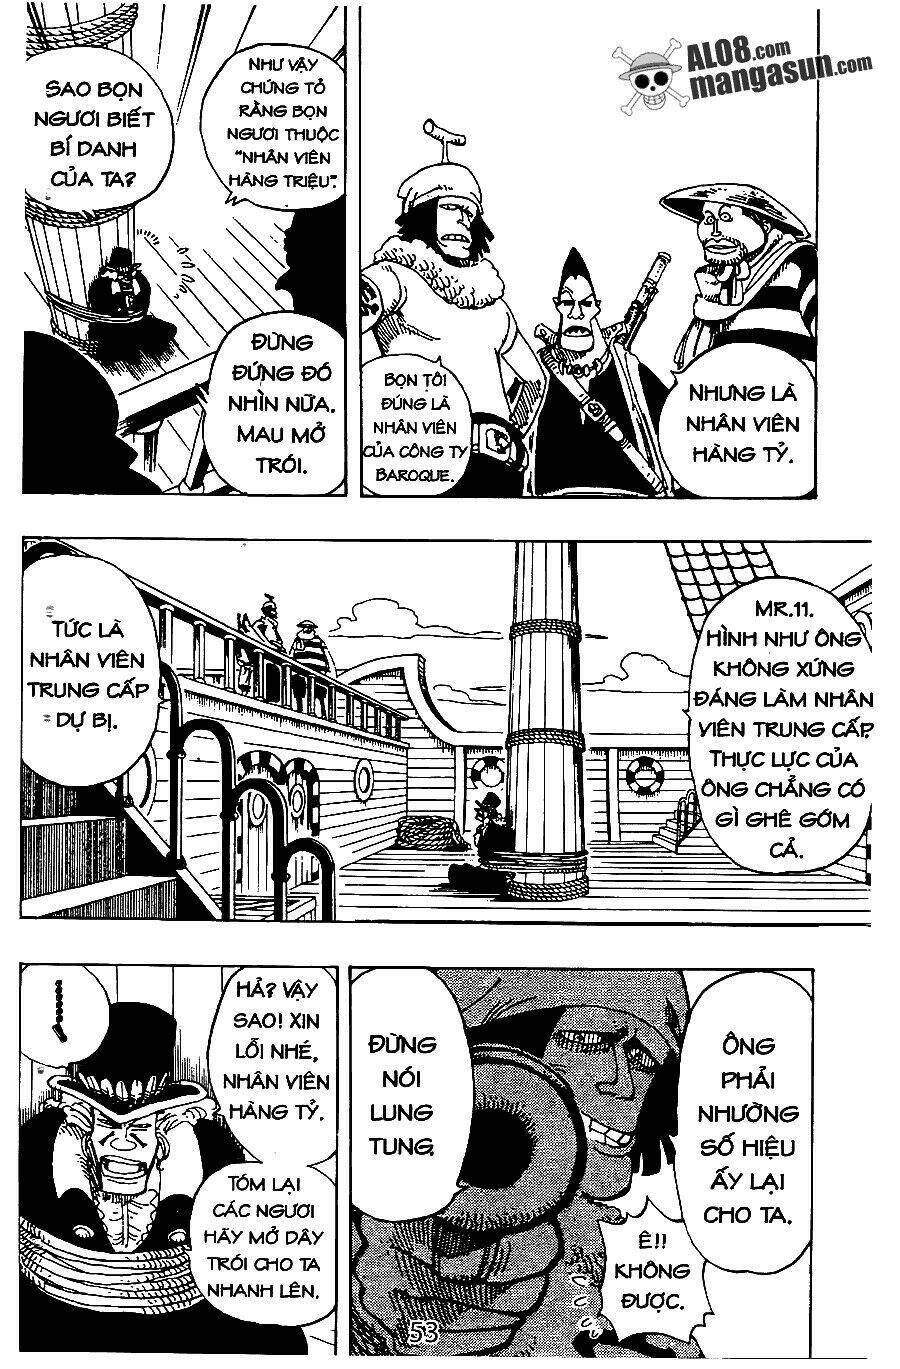 AL08.com
mangasun.com
SAO BỌN
NGƯƠI BIẾT
BÍ DANH
CỦA TA?
NHƯ VẬY
CHỨNG TỎ
RẰNG BỌN
NGƯƠI THUỘC
"NHÂN VIÊN
HÀNG TRIỆU".
ĐỪNG
ĐỨNG ĐÓ
NHÌN NỮA.
MAU MỞ
TRÓI.
BỌN TÔI
ĐÚNG LÀ
NHÂN VIÊN
CỦA CÔNG TY
BAROQUE.
NHƯNG LÀ
NHÂN VIÊN
HÀNG TỶ.
TỨC LÀ
NHÂN VIÊN
TRUNG CẤP
DỰ BỊ.
MR.11.
HÌNH NHƯ ÔNG
KHÔNG XỨNG
ĐÁNG LÀM NHÂN
VIÊN TRUNG CẤP.
THỰC LỰC CỦA
ÔNG CHẲNG CÓ
GÌ GHÊ GỚM
CẢ.
HẢ? VẬY
SAO! XIN
LỖI NHÉ,
NHÂN VIÊN
HÀNG TỶ.
TÓM LẠI
CÁC NGƯƠI
HÃY MỞ DÂY
TRÓI CHO TA
NHANH LÊN.
ĐỪNG
NÓI
LUNG
TUNG.
ÔNG
PHẢI
NHƯỜNG
SỐ HIỆU
ẤY LẠI
CHO TA.
Ê!!
KHÔNG
ĐƯỢC.
53